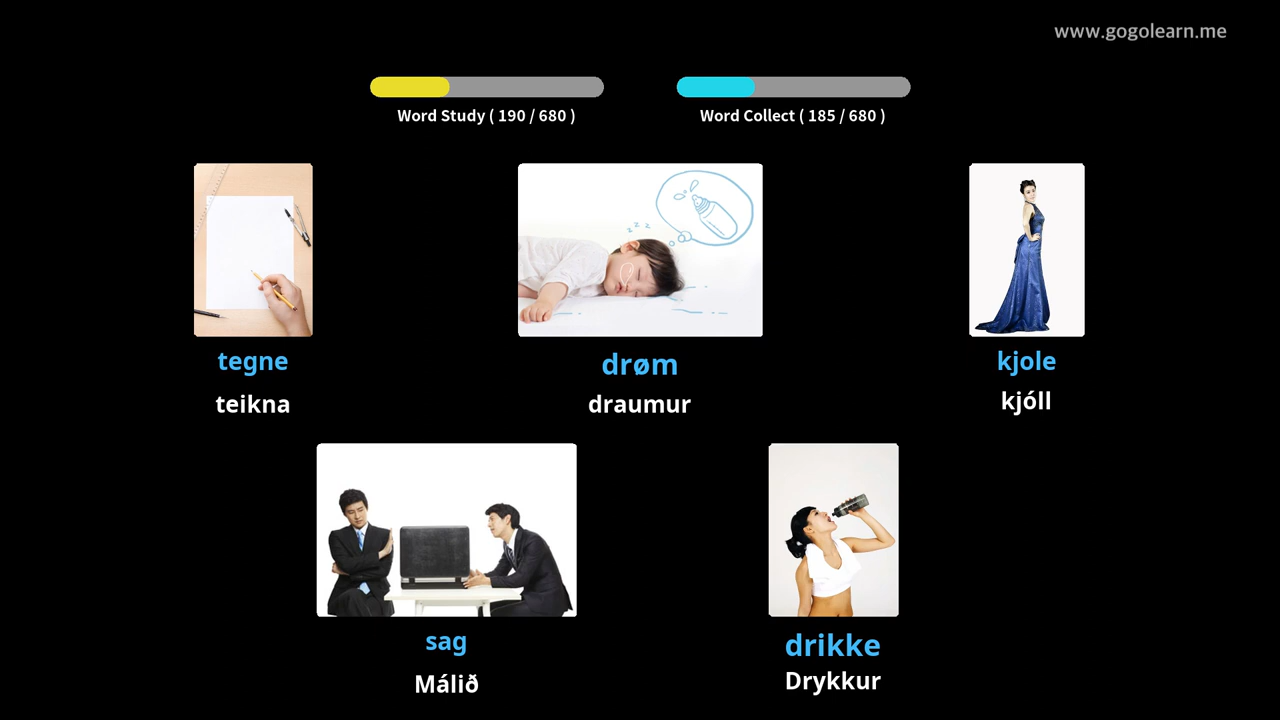 www.gogolearn.me
Word Study ( 190 / 680 )
Word Collect ( 185 / 680 )
tegne
teikna
drøm
draumur
kjole
kjóll
sag
Málið
drikke
Drykkur